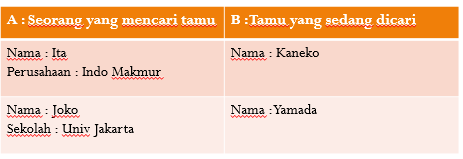 A : Seorang yang mencari tamu
B :Tamu yang sedang dicari
Nama : Ita
Perusahaan : Indo Makmur
Nama : Kaneko
Nama : Joko
Sekolah : Univ Jakarta
Nama :Yamada